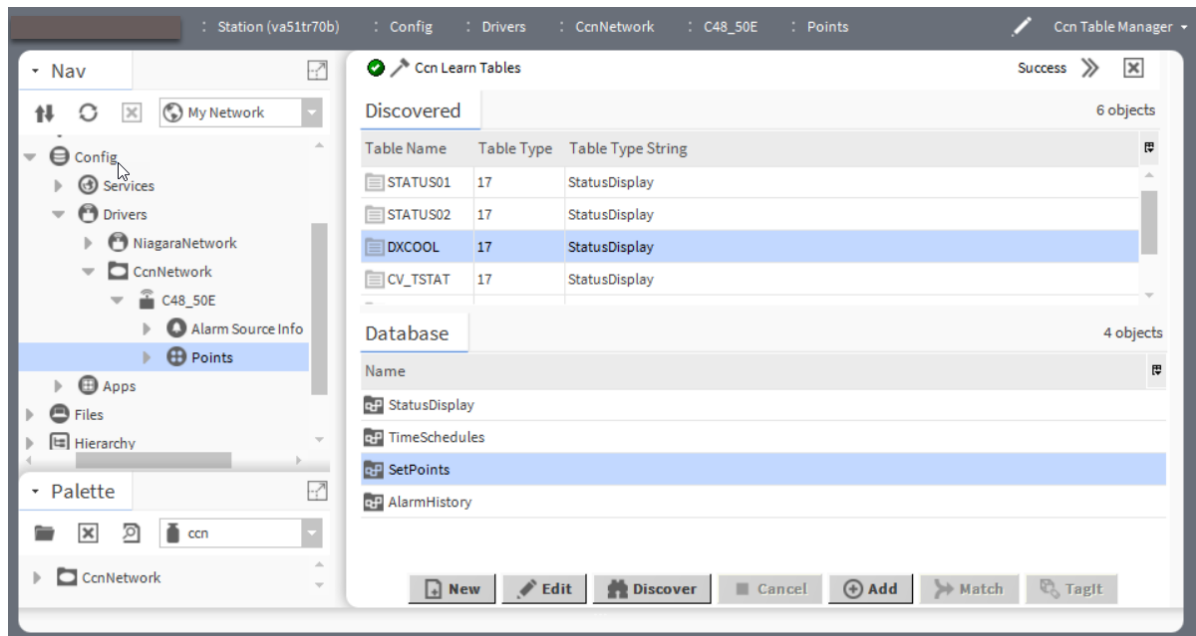 : Station (va51tr70b) : Config : Drivers : CcnNetwork : C48_50E : Points Ccn Table Manager
Nav
My Network
Config
Services
Drivers
NiagaraNetwork
CcnNetwork
C48_50E
Alarm Source Info
Points
Apps
Files
Hierarchy
Palette
ccn
CcnNetwork
Ccn Learn Tables Success
Discovered 6 objects
Table Name Table Type Table Type String
STATUS01 17 StatusDisplay
STATUS02 17 StatusDisplay
DXCOOL 17 StatusDisplay
CV_TSTAT 17 StatusDisplay
Database 4 objects
Name
StatusDisplay
TimeSchedules
SetPoints
AlarmHistory
New Edit Discover Cancel Add Match TagIt